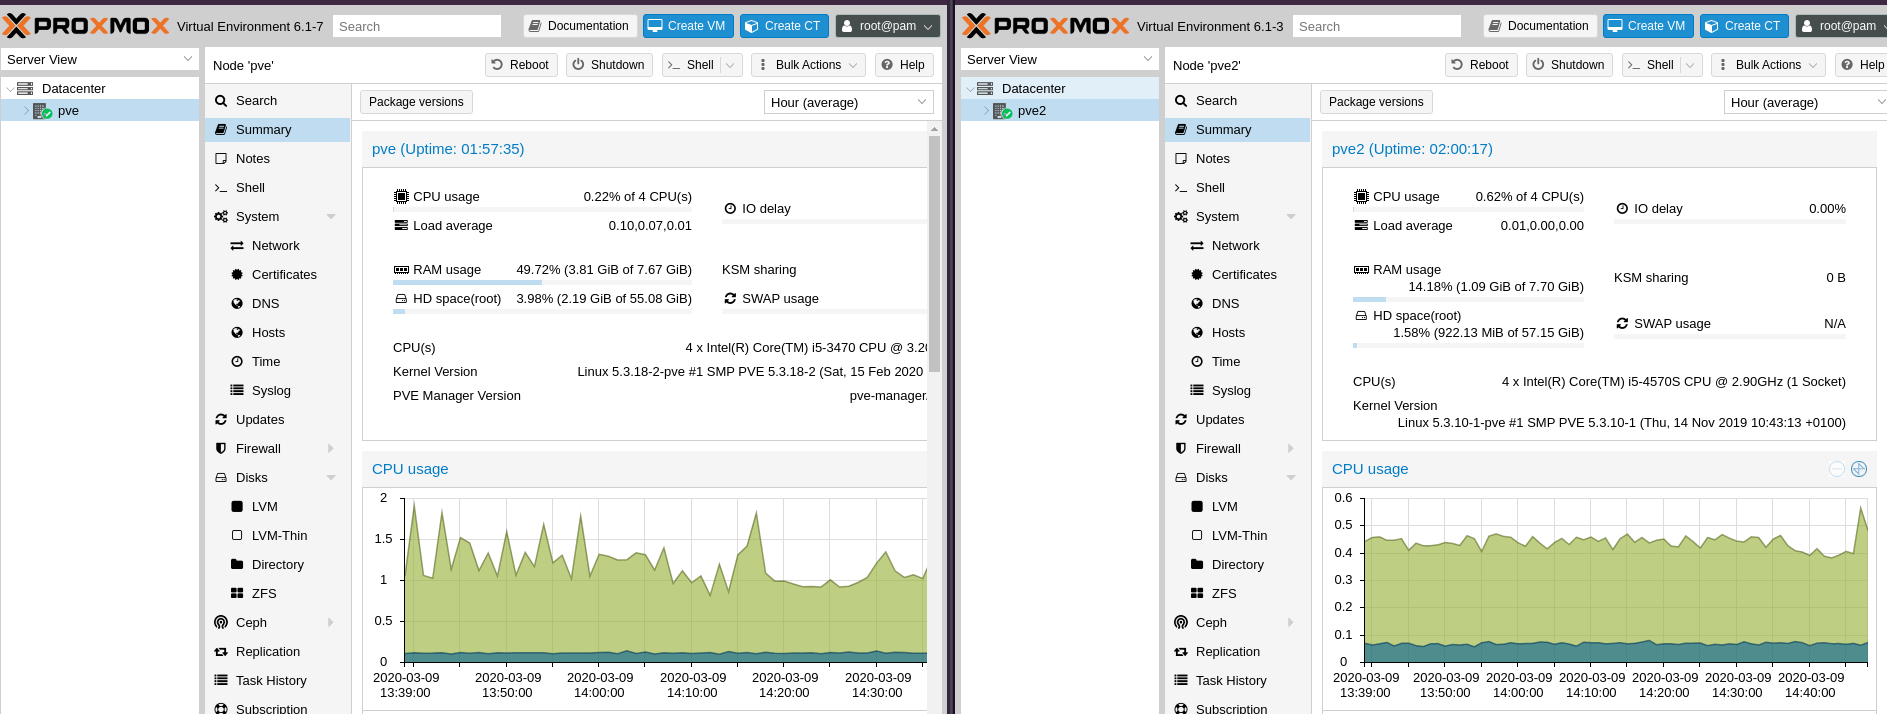 PROXMOX Virtual Environment 6.1-7 Search Documentation Create VM Create CT root@pam
Server View
Datacenter
pve
Node 'pve' Reboot Shutdown Shell Bulk Actions Help
Search
Summary
Notes
Shell
System
Network
Certificates
DNS
Hosts
Time
Syslog
Updates
Firewall
Disks
LVM
LVM-Thin
Directory
ZFS
Ceph
Replication
Task History
Subscription
Package versions Hour (average)
pve (Uptime: 01:57:35)
CPU usage 0.22% of 4 CPU(s) IO delay
Load average 0.10,0.07,0.01
RAM usage 49.72% (3.81 GiB of 7.67 GiB) KSM sharing
HD space(root) 3.98% (2.19 GiB of 55.08 GiB) SWAP usage
CPU(s) 4 x Intel(R) Core(TM) i5-3470 CPU @ 3.20
Kernel Version Linux 5.3.18-2-pve #1 SMP PVE 5.3.18-2 (Sat, 15 Feb 2020
PVE Manager Version pve-manager/
CPU usage
2
1.5
1
0.5
0
2020-03-09 2020-03-09 2020-03-09 2020-03-09 2020-03-09 2020-03-09
13:39:00 13:50:00 14:00:00 14:10:00 14:20:00 14:30:00
PROXMOX Virtual Environment 6.1-3 Search Documentation Create VM Create CT root@pam
Server View
Datacenter
pve2
Node 'pve2' Reboot Shutdown Shell Bulk Actions Help
Search
Summary
Notes
Shell
System
Network
Certificates
DNS
Hosts
Time
Syslog
Updates
Firewall
Disks
LVM
LVM-Thin
Directory
ZFS
Ceph
Replication
Task History
Subscription
Package versions Hour (average)
pve2 (Uptime: 02:00:17)
CPU usage 0.62% of 4 CPU(s) IO delay 0.00%
Load average 0.01,0.00,0.00
RAM usage KSM sharing 0 B
14.18% (1.09 GiB of 7.70 GiB)
HD space(root) SWAP usage N/A
1.58% (922.13 MiB of 57.15 GiB)
CPU(s) 4 x Intel(R) Core(TM) i5-4570S CPU @ 2.90GHz (1 Socket)
Kernel Version
Linux 5.3.10-1-pve #1 SMP PVE 5.3.10-1 (Thu, 14 Nov 2019 10:43:13 +0100)
CPU usage
0.6
0.5
0.4
0.3
0.2
0.1
0
2020-03-09 2020-03-09 2020-03-09 2020-03-09 2020-03-09 2020-03-09 2020-03-09
13:39:00 13:50:00 14:00:00 14:10:00 14:20:00 14:30:00 14:40:00